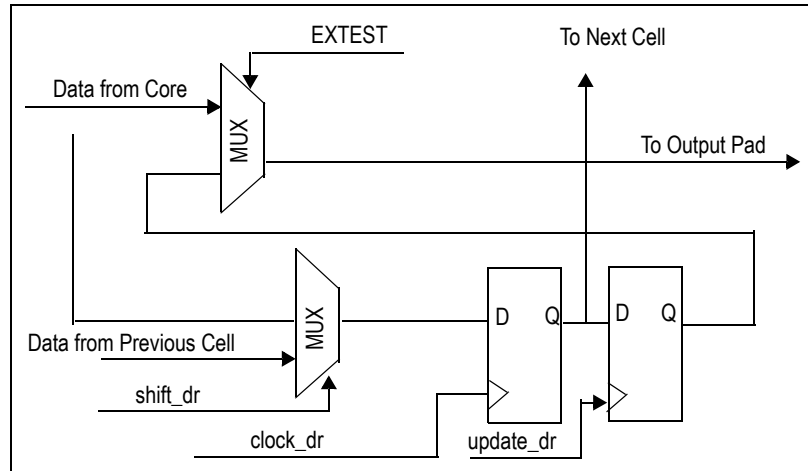 EXTEST
To Next Cell
Data from Core
MUX
To Output Pad
MUX
D Q
D Q
Data from Previous Cell
shift_dr
clock_dr
update_dr